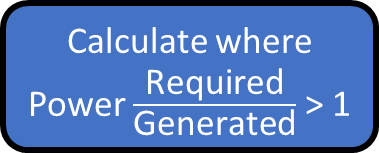 Calculate where
Power Required / Generated > 1